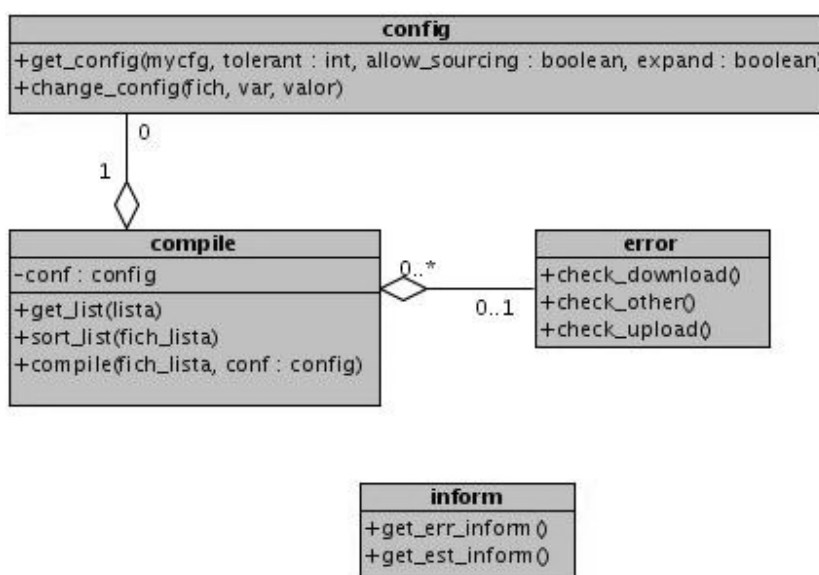 config
+get_config(mycfg, tolerant : int, allow_sourcing : boolean, expand : boolean)
+change_config(fich, var, valor)
0
1
compile
-conf : config
+get_list(lista)
+sort_list(fich_lista)
+compile(fich_lista, conf : config)
0..*
0..1
error
+check_download()
+check_other()
+check_upload()
inform
+get_err_inform()
+get_est_inform()